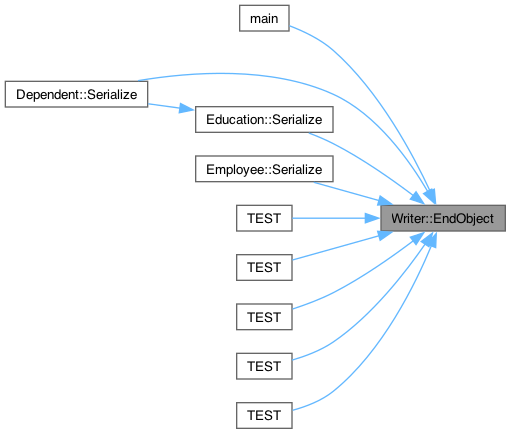 main
Dependent::Serialize
Education::Serialize
Employee::Serialize
Writer::EndObject
TEST
TEST
TEST
TEST
TEST